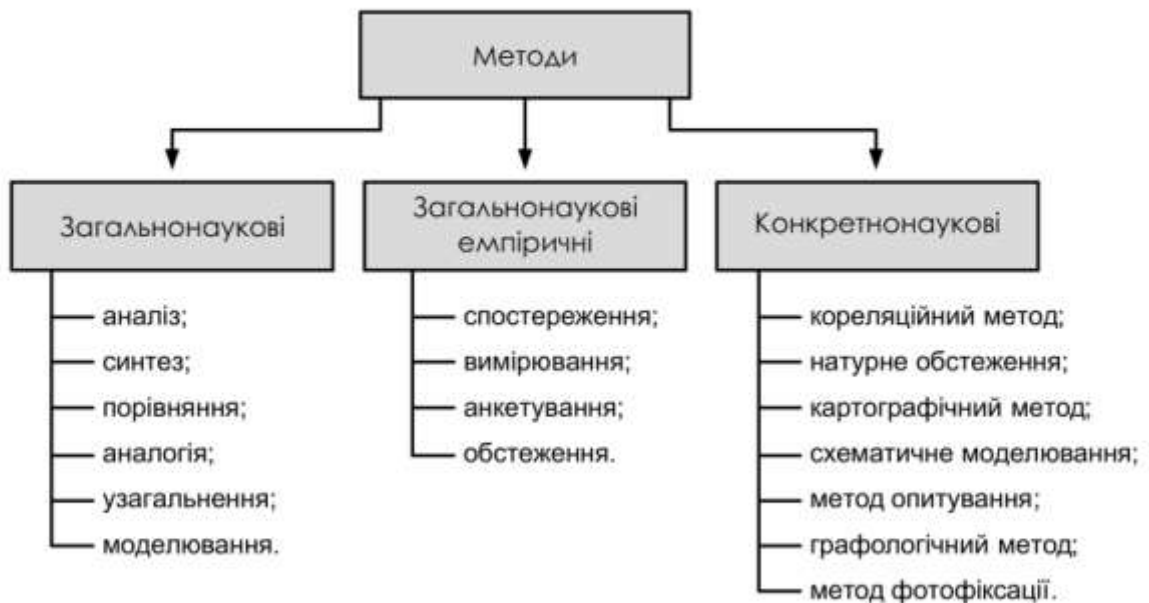 Методи
Загальнонаукові
аналіз;
синтез;
порівняння;
аналогія;
узагальнення;
моделювання.
Загальнонаукові
емпіричні
спостереження;
вимірювання;
анкетування;
обстеження.
Конкретнонаукові
кореляційний метод;
натурне обстеження;
картографічний метод;
схематичне моделювання;
метод опитування;
графологічний метод;
метод фотофіксації.